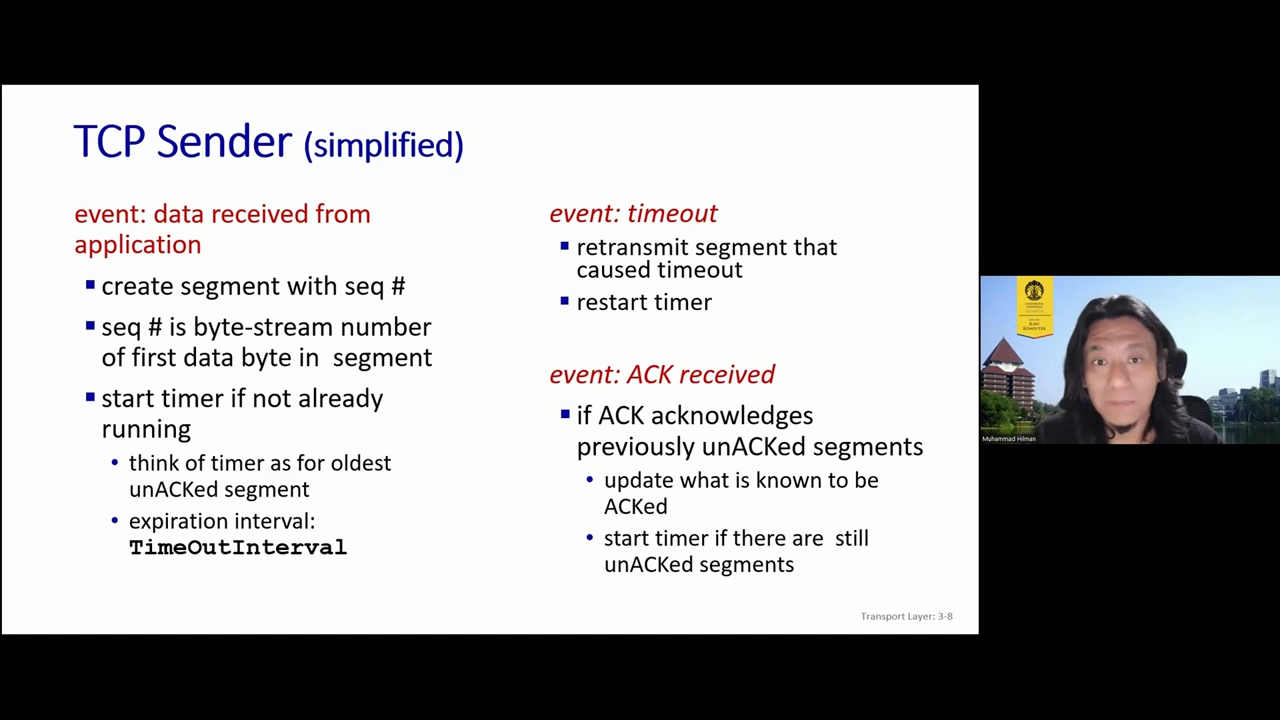 TCP Sender (simplified)
event: data received from
application
create segment with seq #
seq # is byte-stream number
of first data byte in segment
start timer if not already
running
think of timer as for oldest
unACKed segment
expiration interval:
TimeOutInterval
event: timeout
retransmit segment that
caused timeout
restart timer
event: ACK received
if ACK acknowledges
previously unACKed segments
update what is known to be
ACKed
start timer if there are still
unACKed segments
Transport Layer: 3-8
ILMU
KOMPUTER
Muhammad Hilman